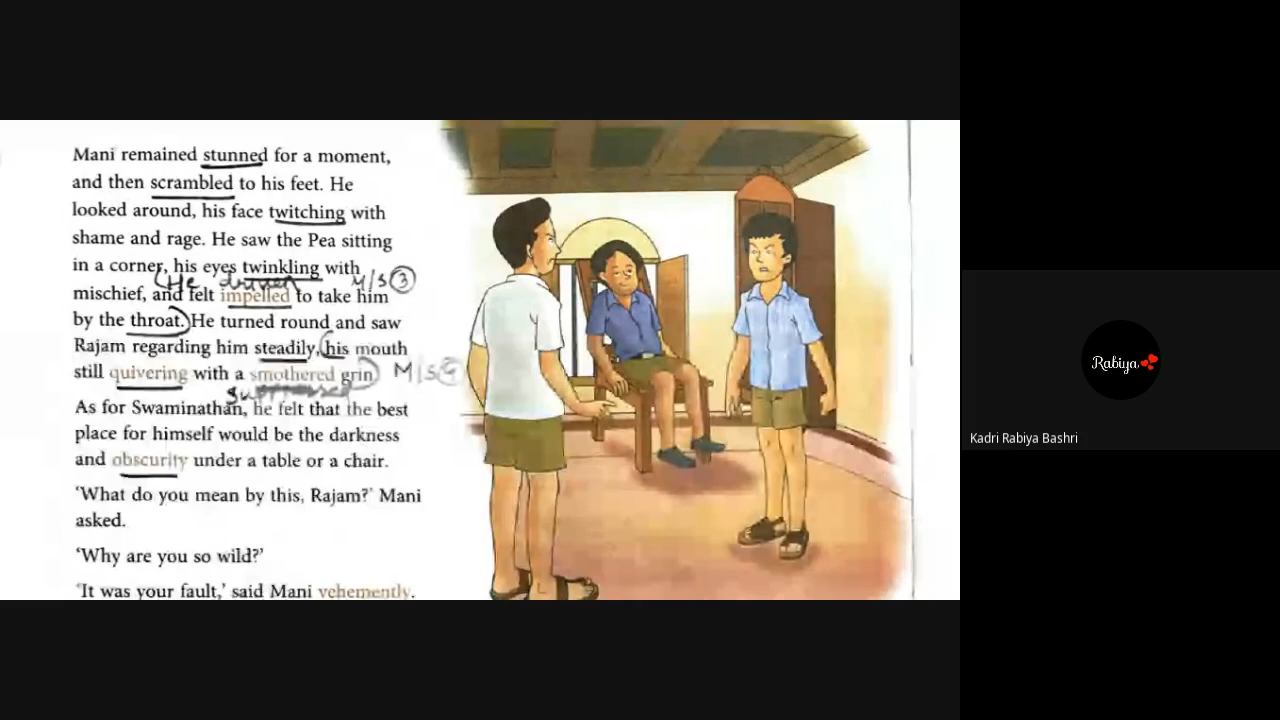 Mani remained stunned for a moment,
and then scrambled to his feet. He
looked around, his face twitching with
shame and rage. He saw the Pea sitting
in a corner, his eyes twinkling with
He driven M/S 3
mischief, and felt impelled to take him
by the throat. He turned round and saw
Rajam regarding him steadily, his mouth
still quivering with a smothered grin M/S 4
suppressed
As for Swaminathan, he felt that the best
place for himself would be the darkness
and obscurity under a table or a chair.
‘What do you mean by this, Rajam?’ Mani
asked.
‘Why are you so wild?’
‘It was your fault,’ said Mani vehemently.
Rabiya
Kadri Rabiya Bashri